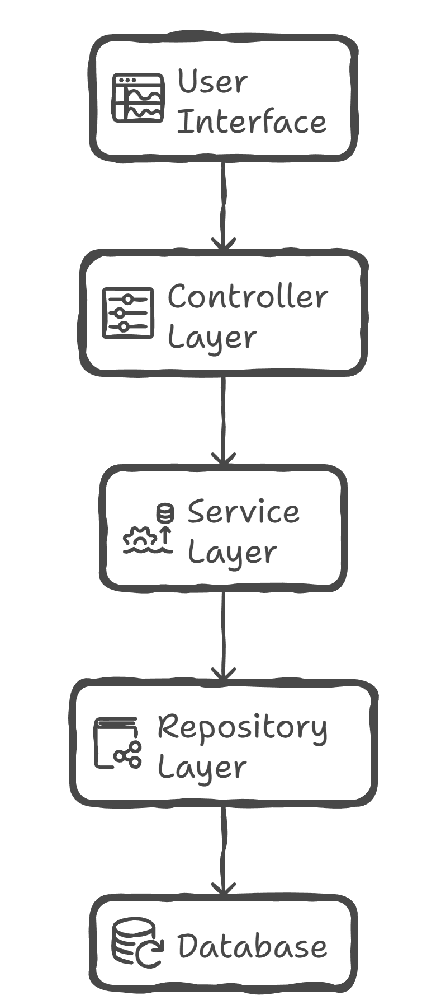 User
Interface
Controller
Layer
Service
Layer
Repository
Layer
Database